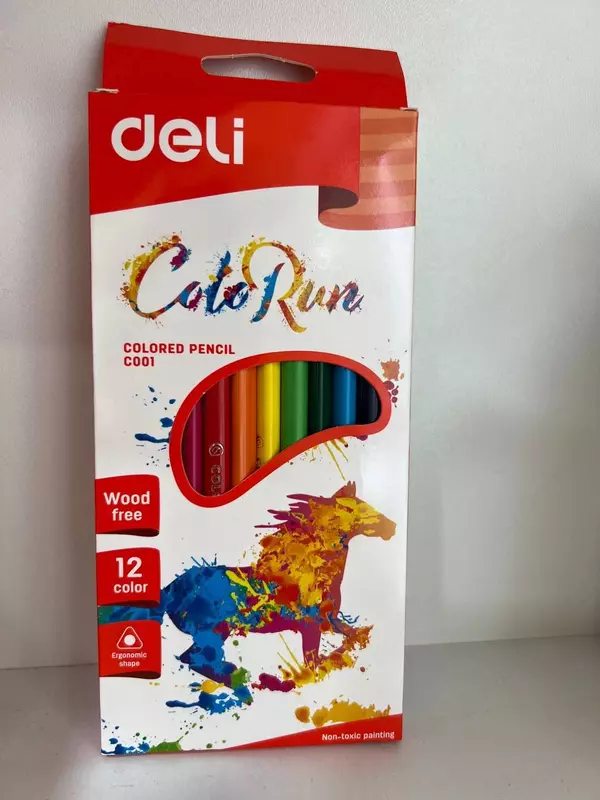 deli
ColoRun
COLORED PENCIL
C001
Wood
free
12
color
Ergonomic
shape
Non-toxic painting